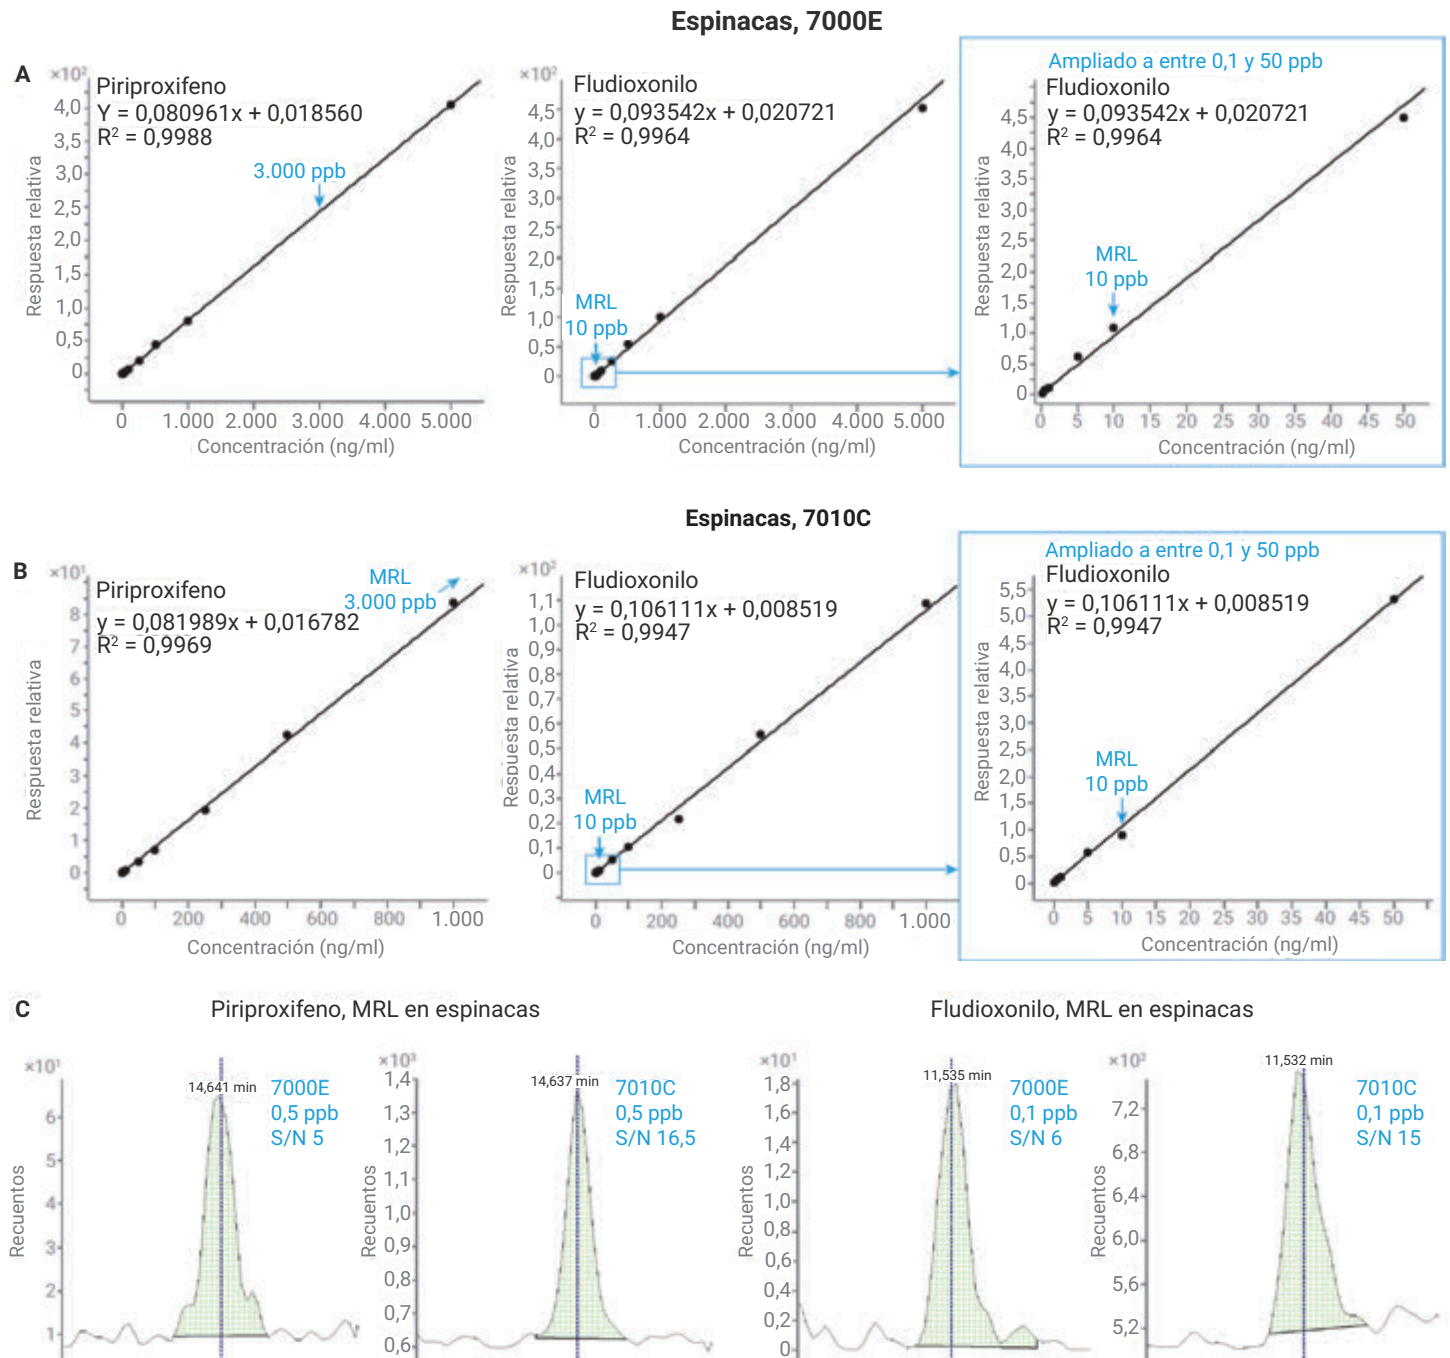 Espinacas, 7000E
A
×10²
Piriproxifeno
Y = 0,080961x + 0,018560
R² = 0,9988
3.000 ppb
4,0
3,5
3,0
2,5
2,0
1,5
1,0
0,5
0
Respuesta relativa
0 1.000 2.000 3.000 4.000 5.000
Concentración (ng/ml)
×10²
Fludioxonilo
y = 0,093542x + 0,020721
R² = 0,9964
MRL
10 ppb
4,5
4,0
3,5
3,0
2,5
2,0
1,5
1,0
0,5
0
Respuesta relativa
0 1.000 2.000 3.000 4.000 5.000
Concentración (ng/ml)
Ampliado a entre 0,1 y 50 ppb
Fludioxonilo
y = 0,093542x + 0,020721
R² = 0,9964
MRL
10 ppb
4,5
4,0
3,5
3,0
2,5
2,0
1,5
1,0
0,5
0
Respuesta relativa
0 5 10 15 20 25 30 35 40 45 50
Concentración (ng/ml)
Espinacas, 7010C
B
×10¹
Piriproxifeno
y = 0,081989x + 0,016782
R² = 0,9969
MRL
3.000 ppb
8
7
6
5
4
3
2
1
0
Respuesta relativa
0 200 400 600 800 1.000
Concentración (ng/ml)
×10²
Fludioxonilo
y = 0,106111x + 0,008519
R² = 0,9947
MRL
10 ppb
1,1
1,0
0,9
0,8
0,7
0,6
0,5
0,4
0,3
0,2
0,1
0
Respuesta relativa
0 200 400 600 800 1.000
Concentración (ng/ml)
Ampliado a entre 0,1 y 50 ppb
Fludioxonilo
y = 0,106111x + 0,008519
R² = 0,9947
MRL
10 ppb
5,5
5,0
4,5
4,0
3,5
3,0
2,5
2,0
1,5
1,0
0,5
0
Respuesta relativa
0 5 10 15 20 25 30 35 40 45 50
Concentración (ng/ml)
C
Piriproxifeno, MRL en espinacas
×10¹
14,641 min
7000E
0,5 ppb
S/N 5
6
5
4
3
2
1
Recuentos
×10³
14,637 min
7010C
0,5 ppb
S/N 16,5
1,4
1,3
1,2
1,1
1,0
0,9
0,8
0,7
0,6
Recuentos
Fludioxonilo, MRL en espinacas
×10¹
11,535 min
7000E
0,1 ppb
S/N 6
1,8
1,6
1,4
1,2
1,0
0,8
0,6
0,4
0,2
0
Recuentos
×10²
11,532 min
7010C
0,1 ppb
S/N 15
7,2
6,8
6,4
6,0
5,6
5,2
Recuentos